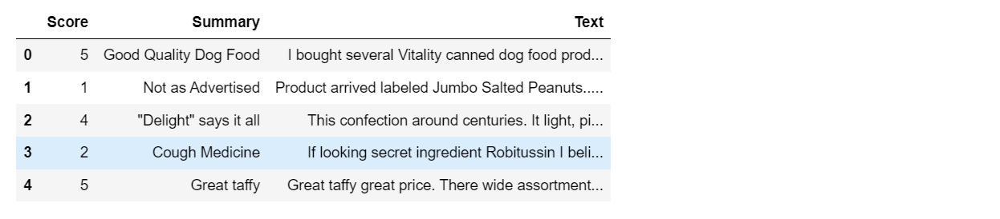 Score Summary Text
0 5 Good Quality Dog Food I bought several Vitality canned dog food prod...
1 1 Not as Advertised Product arrived labeled Jumbo Salted Peanuts.....
2 4 "Delight" says it all This confection around centuries. It light, pi...
3 2 Cough Medicine If looking secret ingredient Robitussin I beli...
4 5 Great taffy Great taffy great price. There wide assortment...